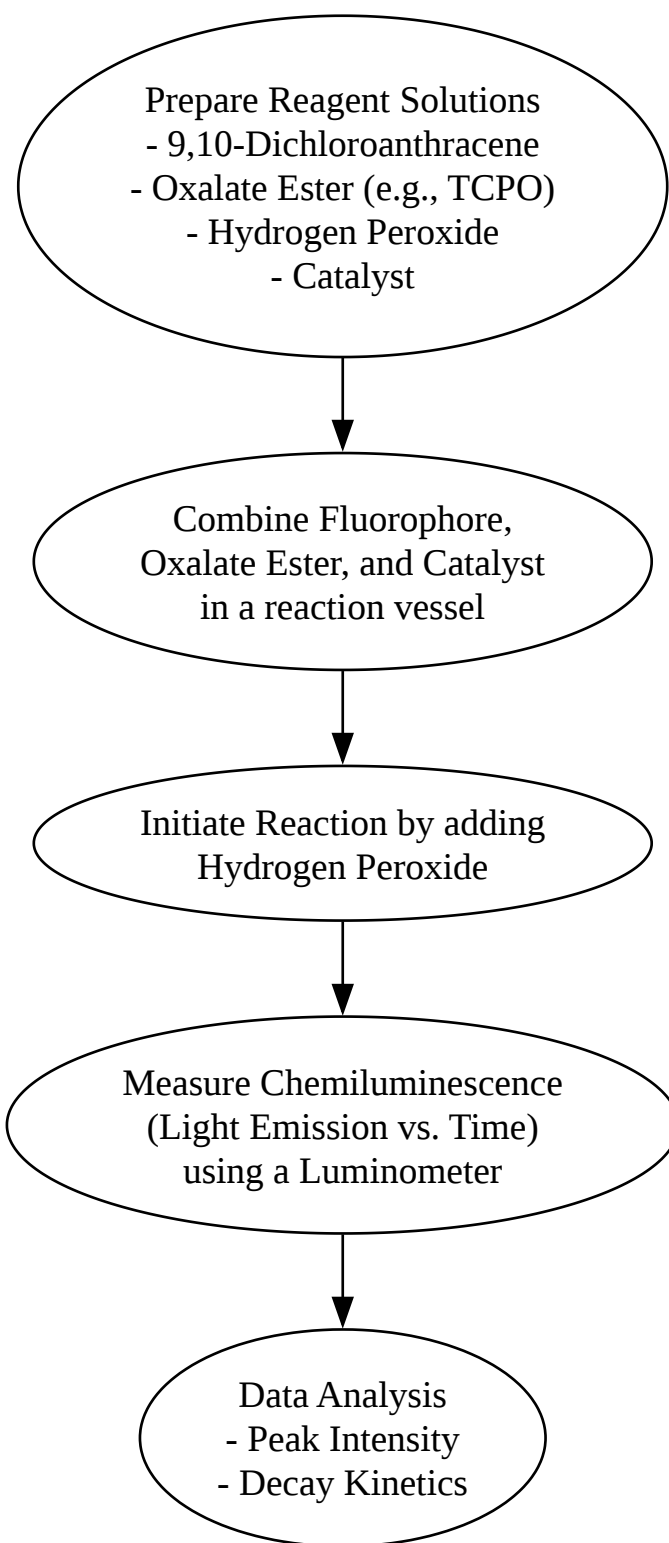 Prepare Reagent Solutions
- 9,10-Dichloroanthracene
- Oxalate Ester (e.g., TCPO)
- Hydrogen Peroxide
- Catalyst
Combine Fluorophore,
Oxalate Ester, and Catalyst
in a reaction vessel
Initiate Reaction by adding
Hydrogen Peroxide
Measure Chemiluminescence
(Light Emission vs. Time)
using a Luminometer
Data Analysis
- Peak Intensity
- Decay Kinetics